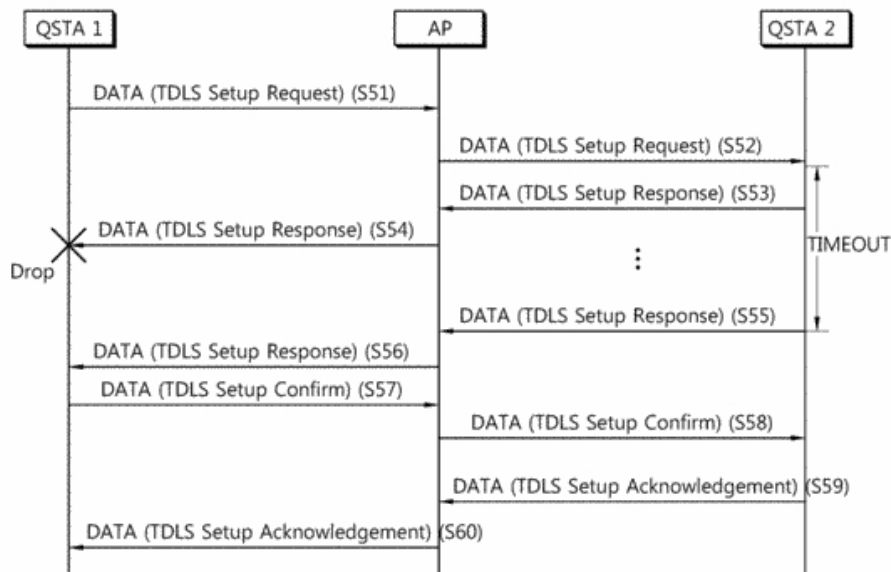 QSTA 1
AP
QSTA 2
DATA (TDLS Setup Request) (S51)
DATA (TDLS Setup Request) (S52)
DATA (TDLS Setup Response) (S53)
DATA (TDLS Setup Response) (S54)
TIMEOUT
Drop
DATA (TDLS Setup Response) (S55)
DATA (TDLS Setup Response) (S56)
DATA (TDLS Setup Confirm) (S57)
DATA (TDLS Setup Confirm) (S58)
DATA (TDLS Setup Acknowledgement) (S59)
DATA (TDLS Setup Acknowledgement) (S60)